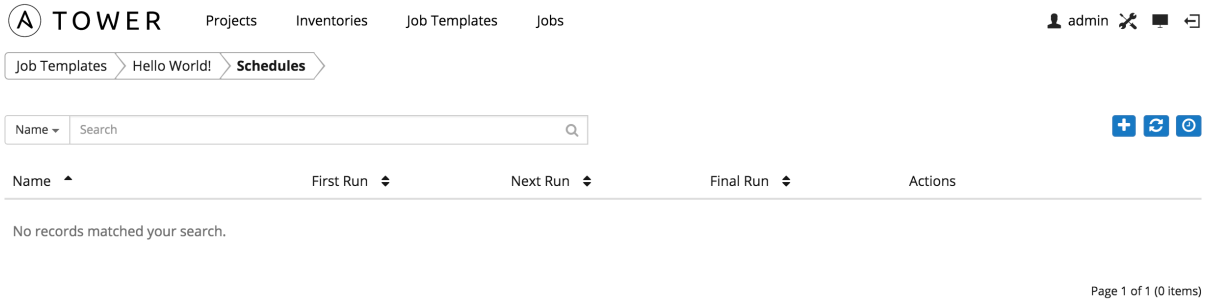 TOWER Projects Inventories Job Templates Jobs admin
Job Templates Hello World! Schedules
Name Search
Name First Run Next Run Final Run Actions
No records matched your search.
Page 1 of 1 (0 items)